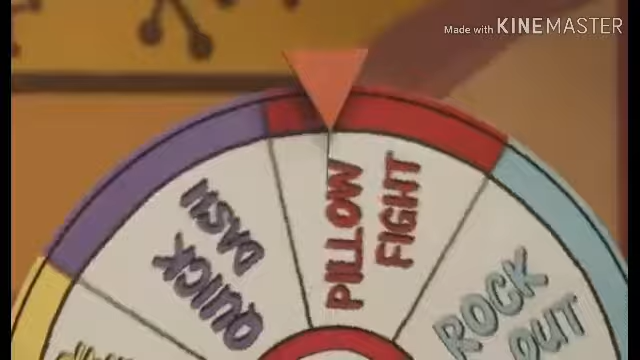 Made with KINEMASTER
PILLOW
FIGHT
QUICK
DASH
ROCK
OUT